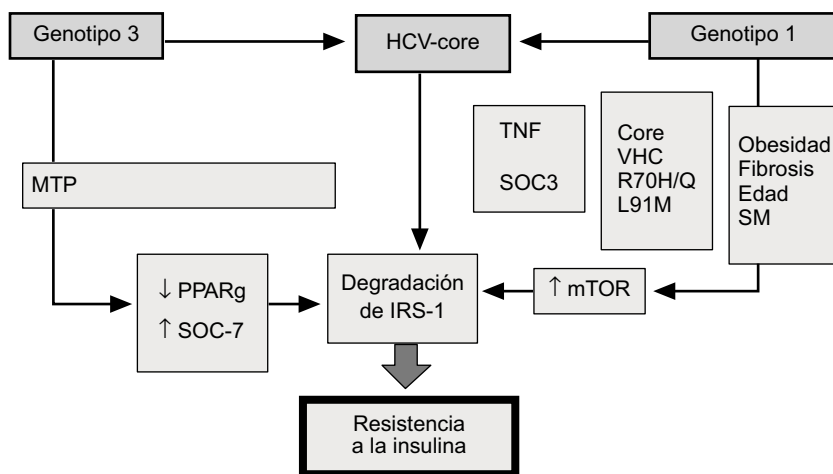 Genotipo 3
HCV-core
Genotipo 1
TNF
SOC3
Core
VHC
R70H/Q
L91M
Obesidad
Fibrosis
Edad
SM
MTP
↓ PPARg
↑ SOC-7
Degradación
de IRS-1
↑ mTOR
Resistencia
a la insulina